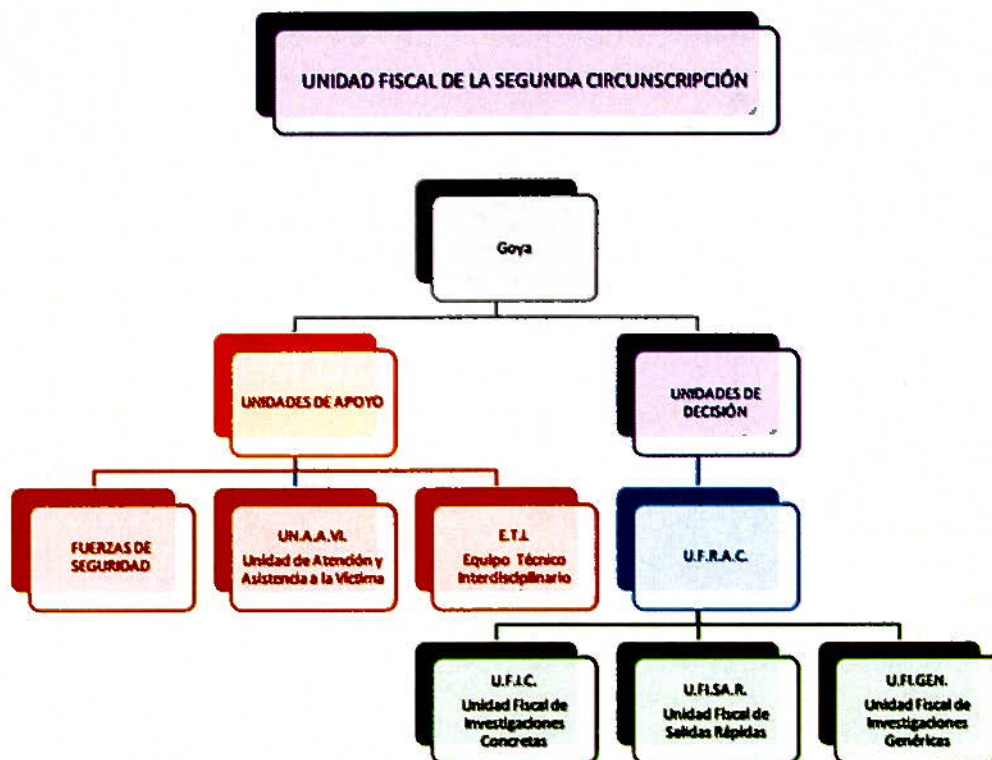 UNIDAD FISCAL DE LA SEGUNDA CIRCUNSCRIPCIÓN
Goya
UNIDADES DE APOYO
UNIDADES DE
DECISIÓN
FUERZAS DE
SEGURIDAD
UN.A.A.VI.
Unidad de Atención y
Asistencia a la Víctima
E.T.I.
Equipo Técnico
Interdisciplinario
U.F.R.A.C.
U.F.I.C.
Unidad Fiscal de
Investigaciones
Concretas
U.FI.SA.R.
Unidad Fiscal de
Salidas Rápidas
U.FI.GEN.
Unidad Fiscal de
Investigaciones
Genéricas